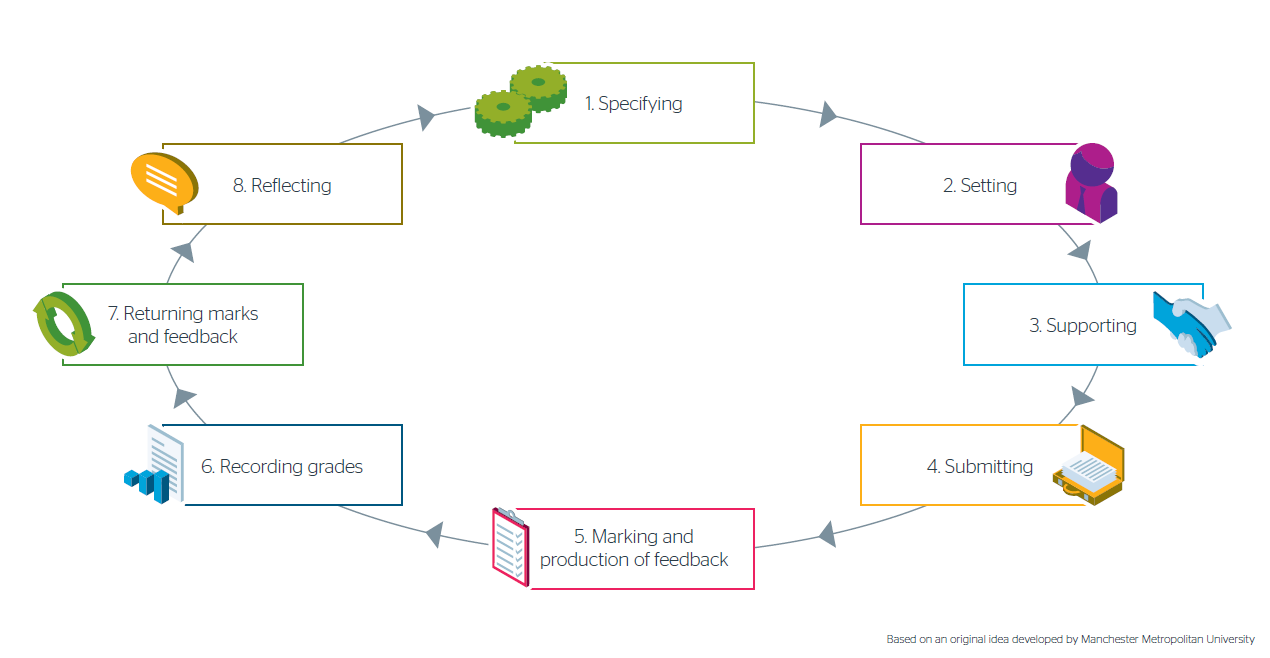 1. Specifying
2. Setting
3. Supporting
4. Submitting
5. Marking and
production of feedback
6. Recording grades
7. Returning marks
and feedback
8. Reflecting
Based on an original idea developed by Manchester Metropolitan University